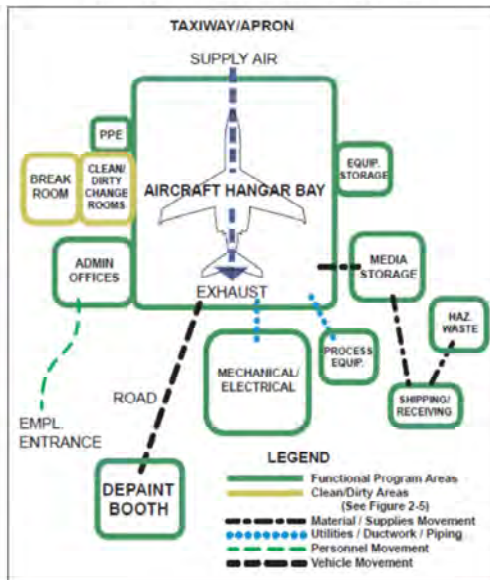 TAXIWAY/APRON
SUPPLY AIR
PPE
BREAK
ROOM
CLEAN/
DIRTY
CHANGE
ROOMS
AIRCRAFT HANGAR BAY
EQUIP.
STORAGE
ADMIN
OFFICES
MEDIA
STORAGE
EXHAUST
HAZ.
WASTE
MECHANICAL/
ELECTRICAL
PROCESS
EQUIP.
ROAD
SHIPPING/
RECEIVING
EMPL.
ENTRANCE
DEPAINT
BOOTH
LEGEND
Functional Program Areas
Clean/Dirty Areas
(See Figure 2-5)
Material / Supplies Movement
Utilities / Ductwork / Piping
Personnel Movement
Vehicle Movement